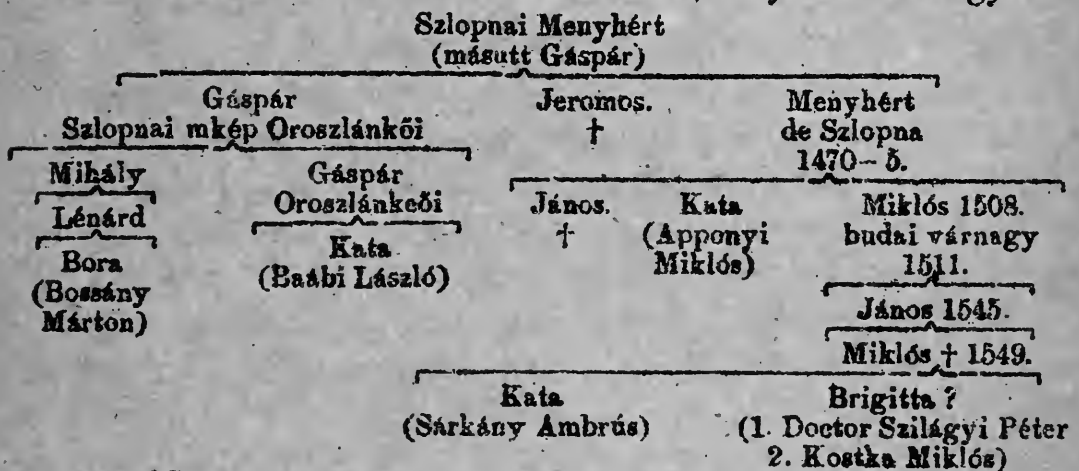 Szlopnai Menyhért
(másutt Gáspár)
Gáspár Jeromos. Menyhért
Szlopnai mkép Oroszlánkői † de Szlopna
1470–5.
Mihály Gáspár
Lénárd Oroszlánkeői János. Kata Miklós 1508.
Kata † (Apponyi budai várnagy
Bora (Baábi László) Miklós) 1511.
(Bossány
Márton) János 1545.
Miklós † 1549.
Kata Brigitta ?
(Sárkány Ambrús) (1. Doctor Szilágyi Péter
2. Kostka Miklós)